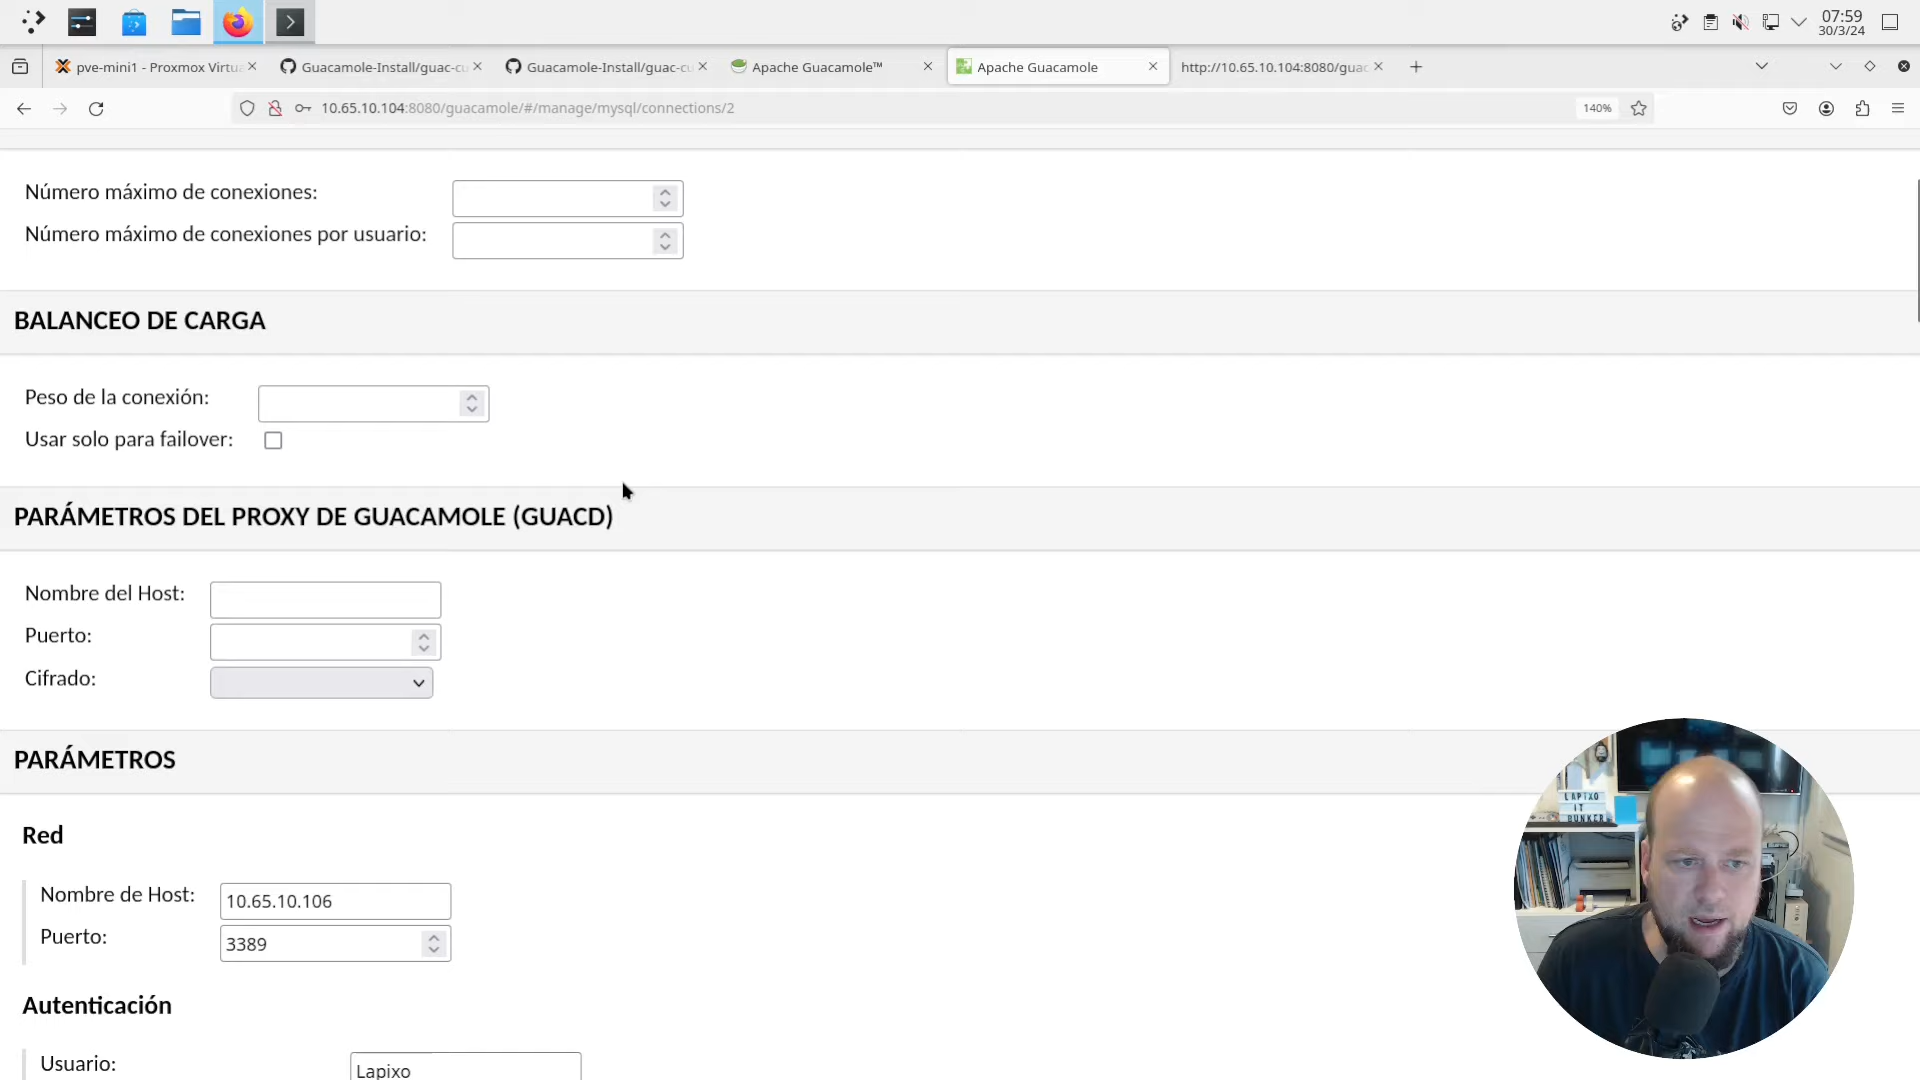 07:59
30/3/24
pve-mini1 - Proxmox Virtu
Guacamole-Install/guac-cu
Guacamole-Install/guac-cu
Apache Guacamole™
Apache Guacamole
http://10.65.10.104:8080/guac
10.65.10.104:8080/guacamole/#/manage/mysql/connections/2
140%
Número máximo de conexiones:
Número máximo de conexiones por usuario:
BALANCEO DE CARGA
Peso de la conexión:
Usar solo para failover:
PARÁMETROS DEL PROXY DE GUACAMOLE (GUACD)
Nombre del Host:
Puerto:
Cifrado:
PARÁMETROS
Red
Nombre de Host: 10.65.10.106
Puerto: 3389
Autenticación
Usuario: Lapixo
LAPIXO
IT
BUNKER